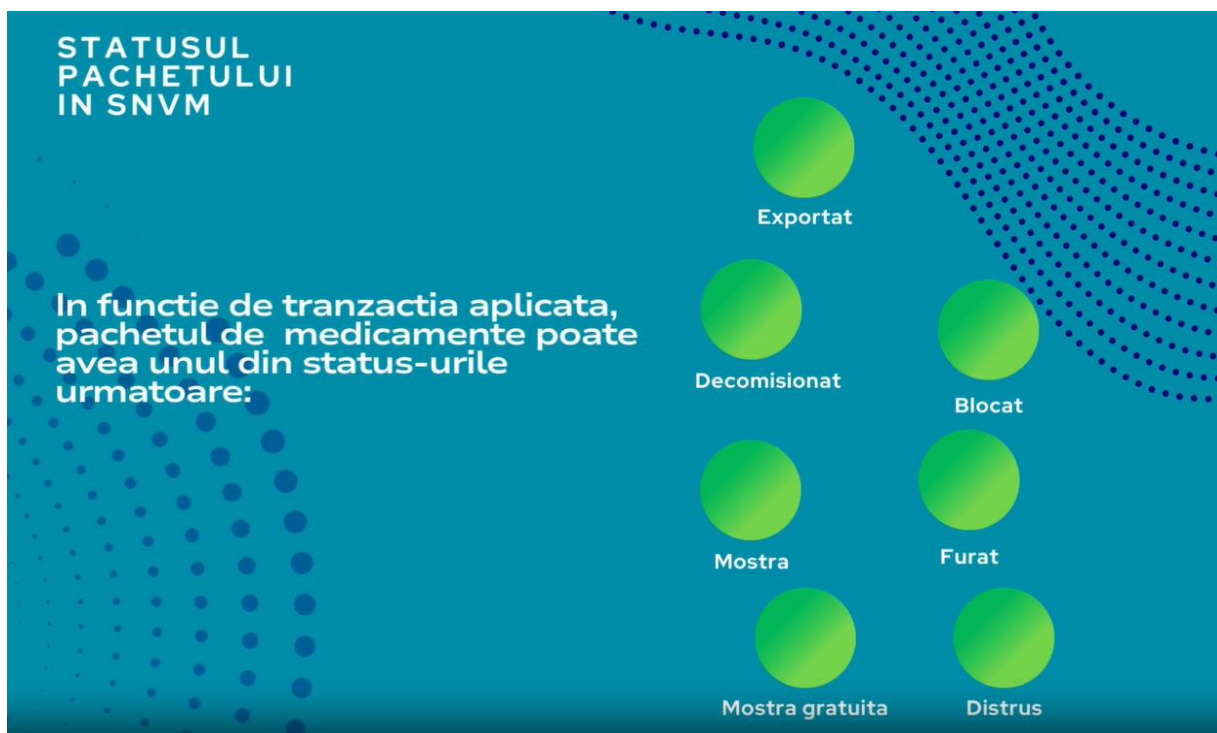 STATUSUL
PACHETULUI
IN SNVM
In functie de tranzactia aplicata,
pachetul de medicamente poate
avea unul din status-urile
urmatoare:
Exportat
Decomisionat
Blocat
Mostra
Furat
Mostra gratuita
Distrus